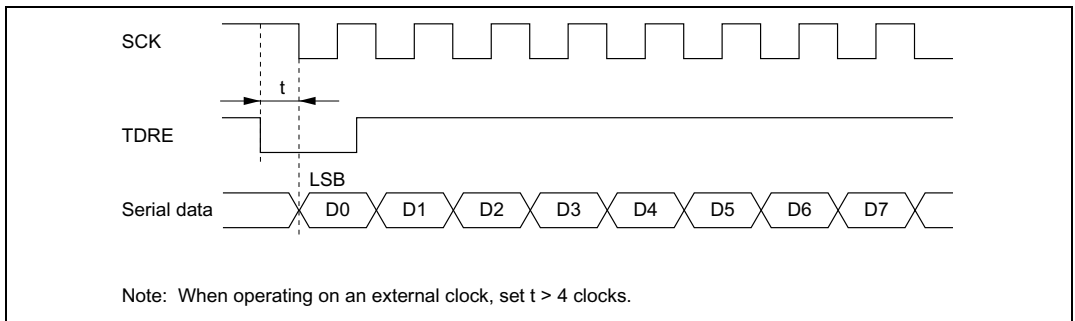 SCK
t
TDRE
LSB
Serial data D0 D1 D2 D3 D4 D5 D6 D7
Note: When operating on an external clock, set t > 4 clocks.